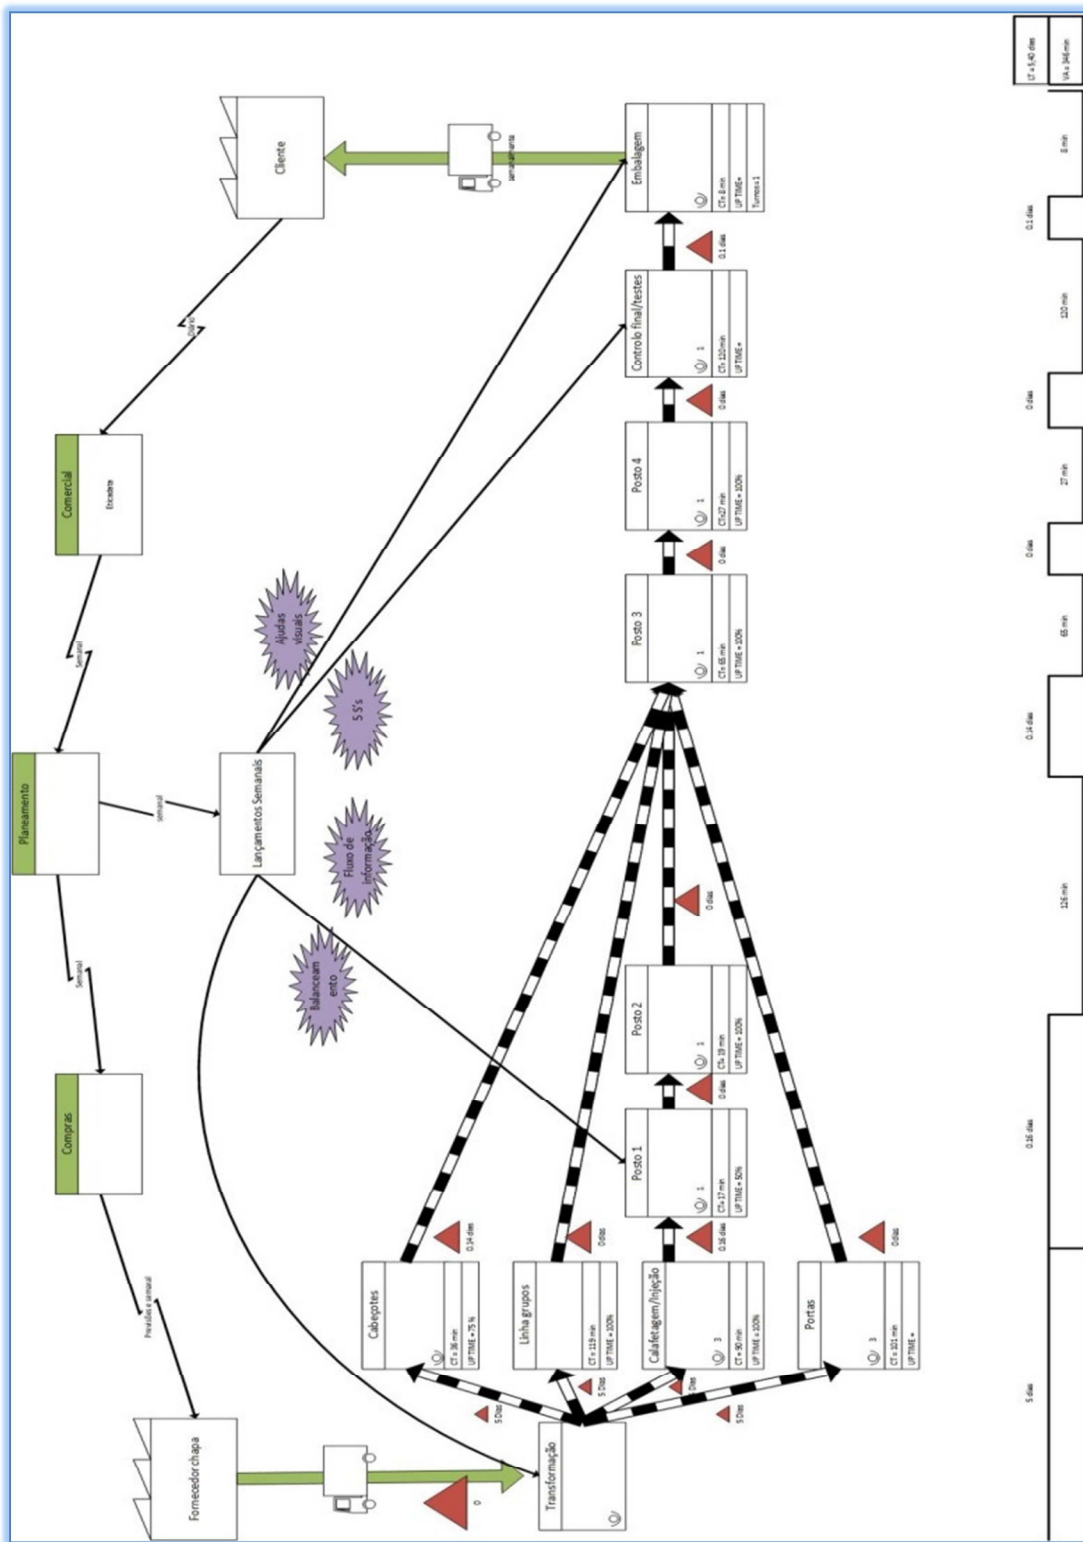 Fornecedor chapa
Previsões e semanal
Compras
Semanal
Planeamento
Semanal
Comercial
Diário
Cliente
semanal
Lançamentos Semanais
Balanceam
ento
Fluxo de
informação
5 S's
Ajudas
visuais
semanalmente
0
Transformação
5 Dias
5 Dias
5 Dias
Cabeçotes
CT = 36 min
UP TIME = 75 %
0.14 dias
Linha grupos
CT = 119 min
UP TIME = 100%
0 dias
Calafetagem/Injeção
3
CT = 90 min
UP TIME = 100%
0.16 dias
Portas
3
CT = 101 min
UP TIME =
0 dias
Posto 1
1
CT= 17 min
UP TIME = 50%
0 dias
Posto 2
1
CT= 19 min
UP TIME = 100%
0 dias
Posto 3
1
CT= 65 min
UP TIME = 100%
0 dias
Posto 4
1
CT=27 min
UP TIME = 100%
0 dias
Controlo final/testes
1
CT= 120 min
UP TIME =
0.1 dias
Embalagem
CT= 8 min
UP TIME=
Turnos=1
5 dias
0.16 dias
126 min
0.14 dias
65 min
0 dias
27 min
0 dias
120 min
0.1 dias
8 min
LT = 5,40 dias
VA = 346 min